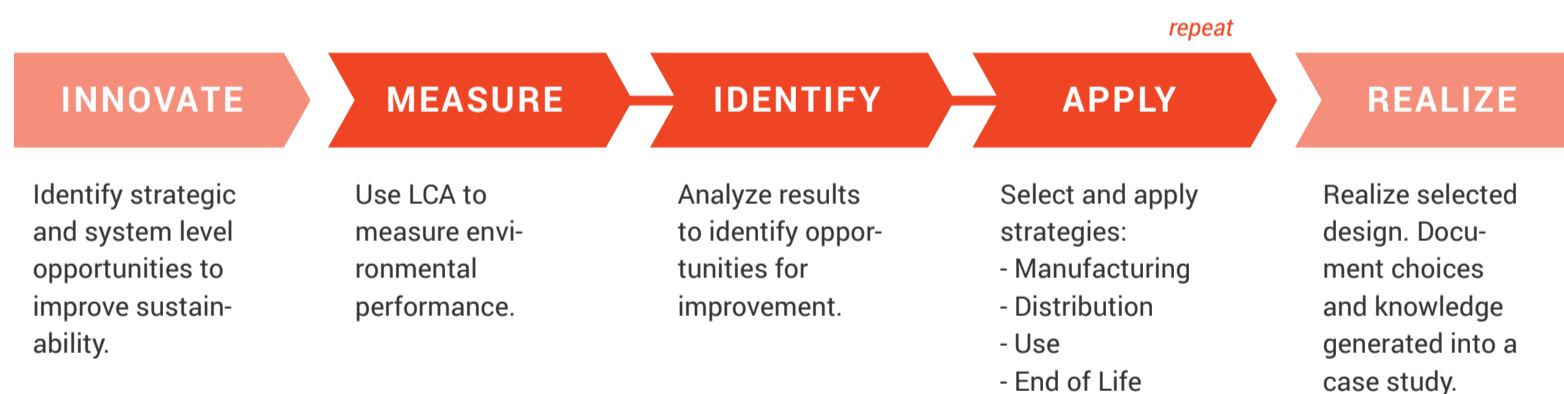 repeat
INNOVATE
MEASURE
IDENTIFY
APPLY
REALIZE
Identify strategic
and system level
opportunities to
improve sustain-
ability.
Use LCA to
measure envi-
ronmental
performance.
Analyze results
to identify oppor-
tunities for
improvement.
Select and apply
strategies:
- Manufacturing
- Distribution
- Use
- End of Life
Realize selected
design. Docu-
ment choices
and knowledge
generated into a
case study.